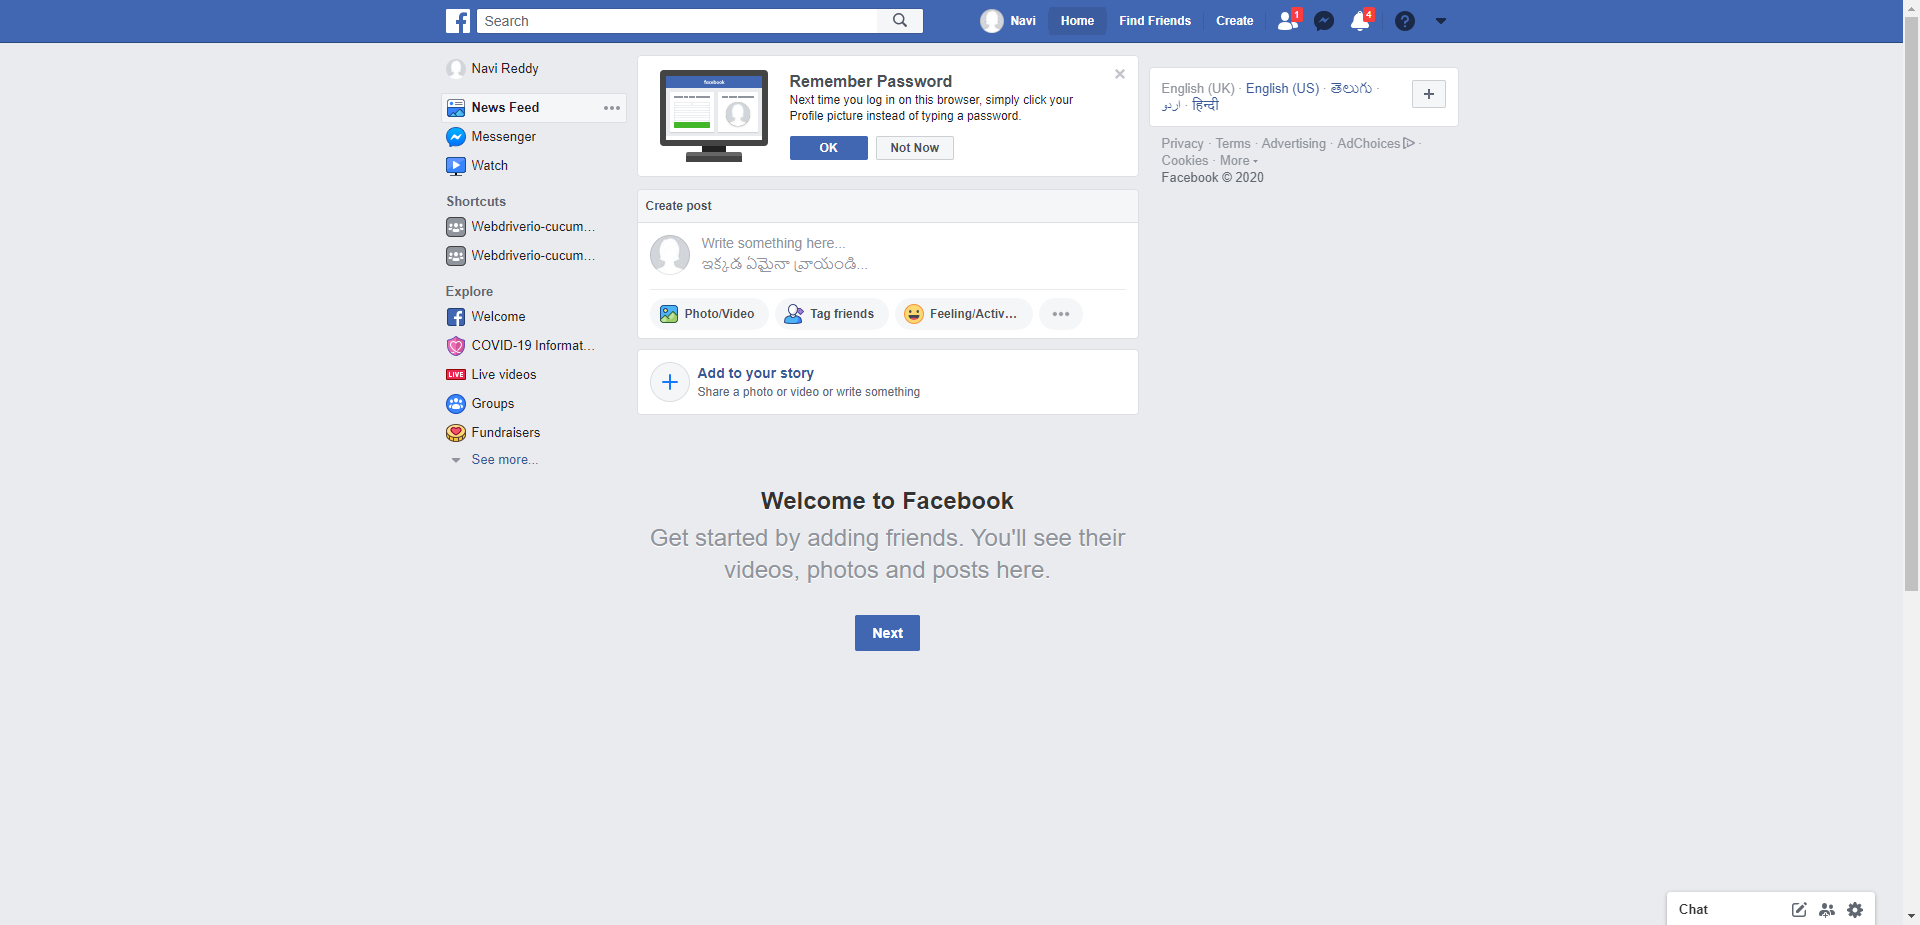 Search
Navi
Home
Find Friends
Create
1
4
Navi Reddy
News Feed
Messenger
Watch
Shortcuts
Webdriverio-cucum...
Webdriverio-cucum...
Explore
Welcome
COVID-19 Informat...
LIVE Live videos
Groups
Fundraisers
See more...
facebook
Remember Password
Next time you log in on this browser, simply click your
Profile picture instead of typing a password.
OK
Not Now
Create post
Write something here...
ఇక్కడ ఏమైనా వ్రాయండి...
Photo/Video
Tag friends
Feeling/Activ...
Add to your story
Share a photo or video or write something
Welcome to Facebook
Get started by adding friends. You'll see their
videos, photos and posts here.
Next
English (UK) · English (US) · తెలుగు ·
اردو · हिन्दी
Privacy · Terms · Advertising · AdChoices ·
Cookies · More
Facebook © 2020
Chat